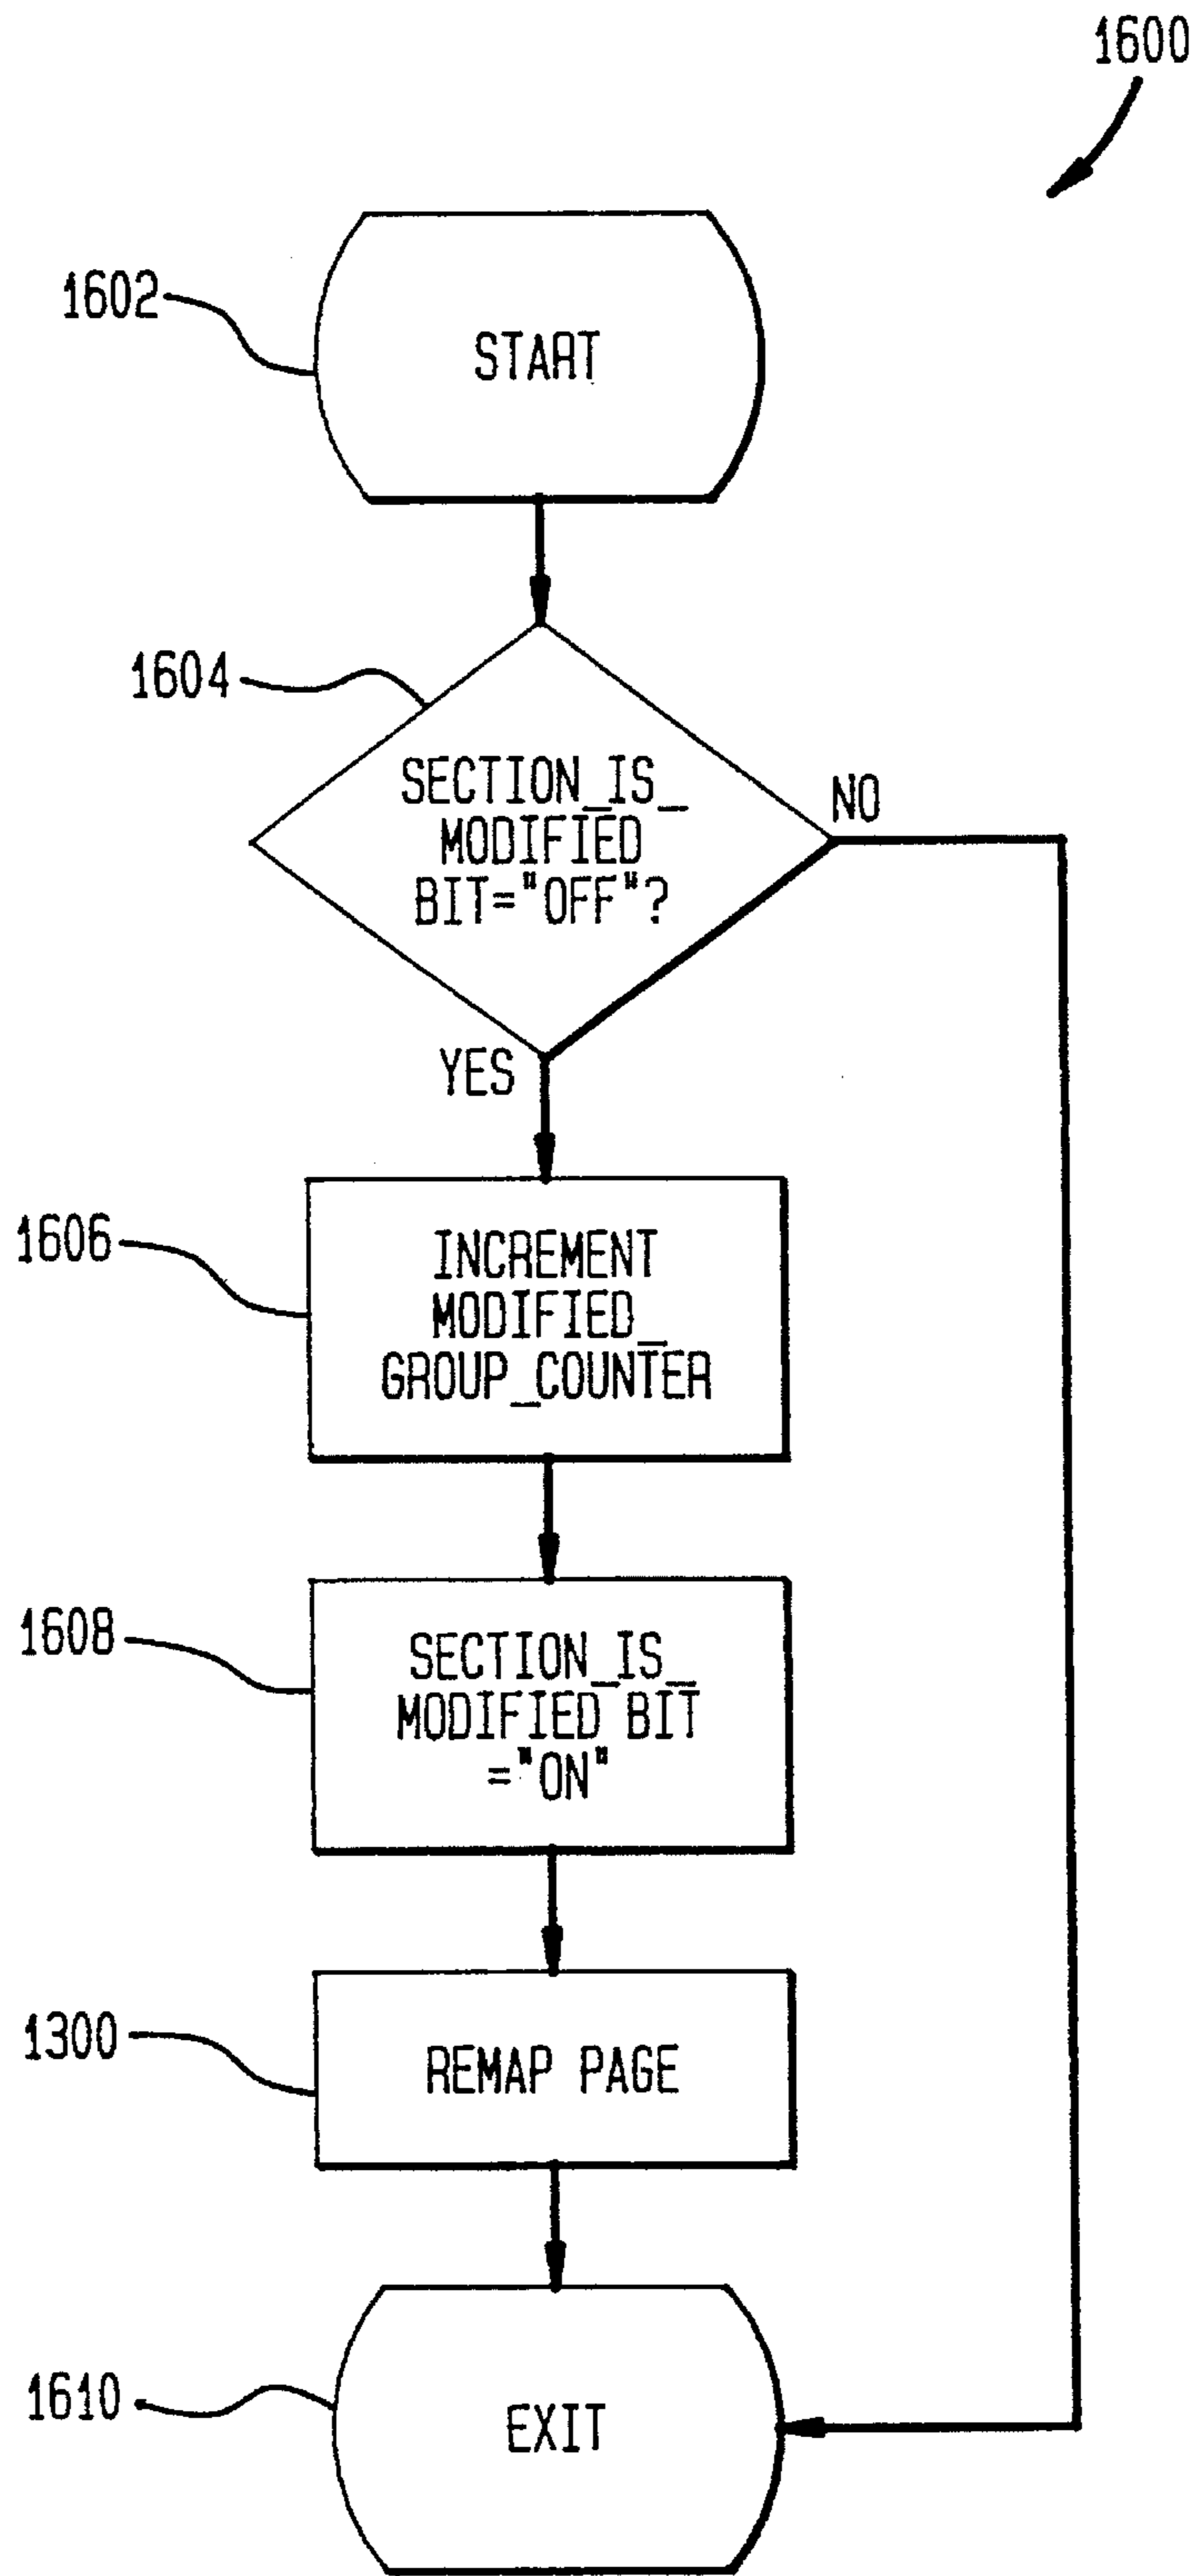 1600
1602
START
1604
SECTION_IS_
MODIFIED
BIT="OFF"?
NO
YES
1606
INCREMENT
MODIFIED_
GROUP_COUNTER
1608
SECTION_IS_
MODIFIED BIT
="ON"
1300
REMAP PAGE
1610
EXIT